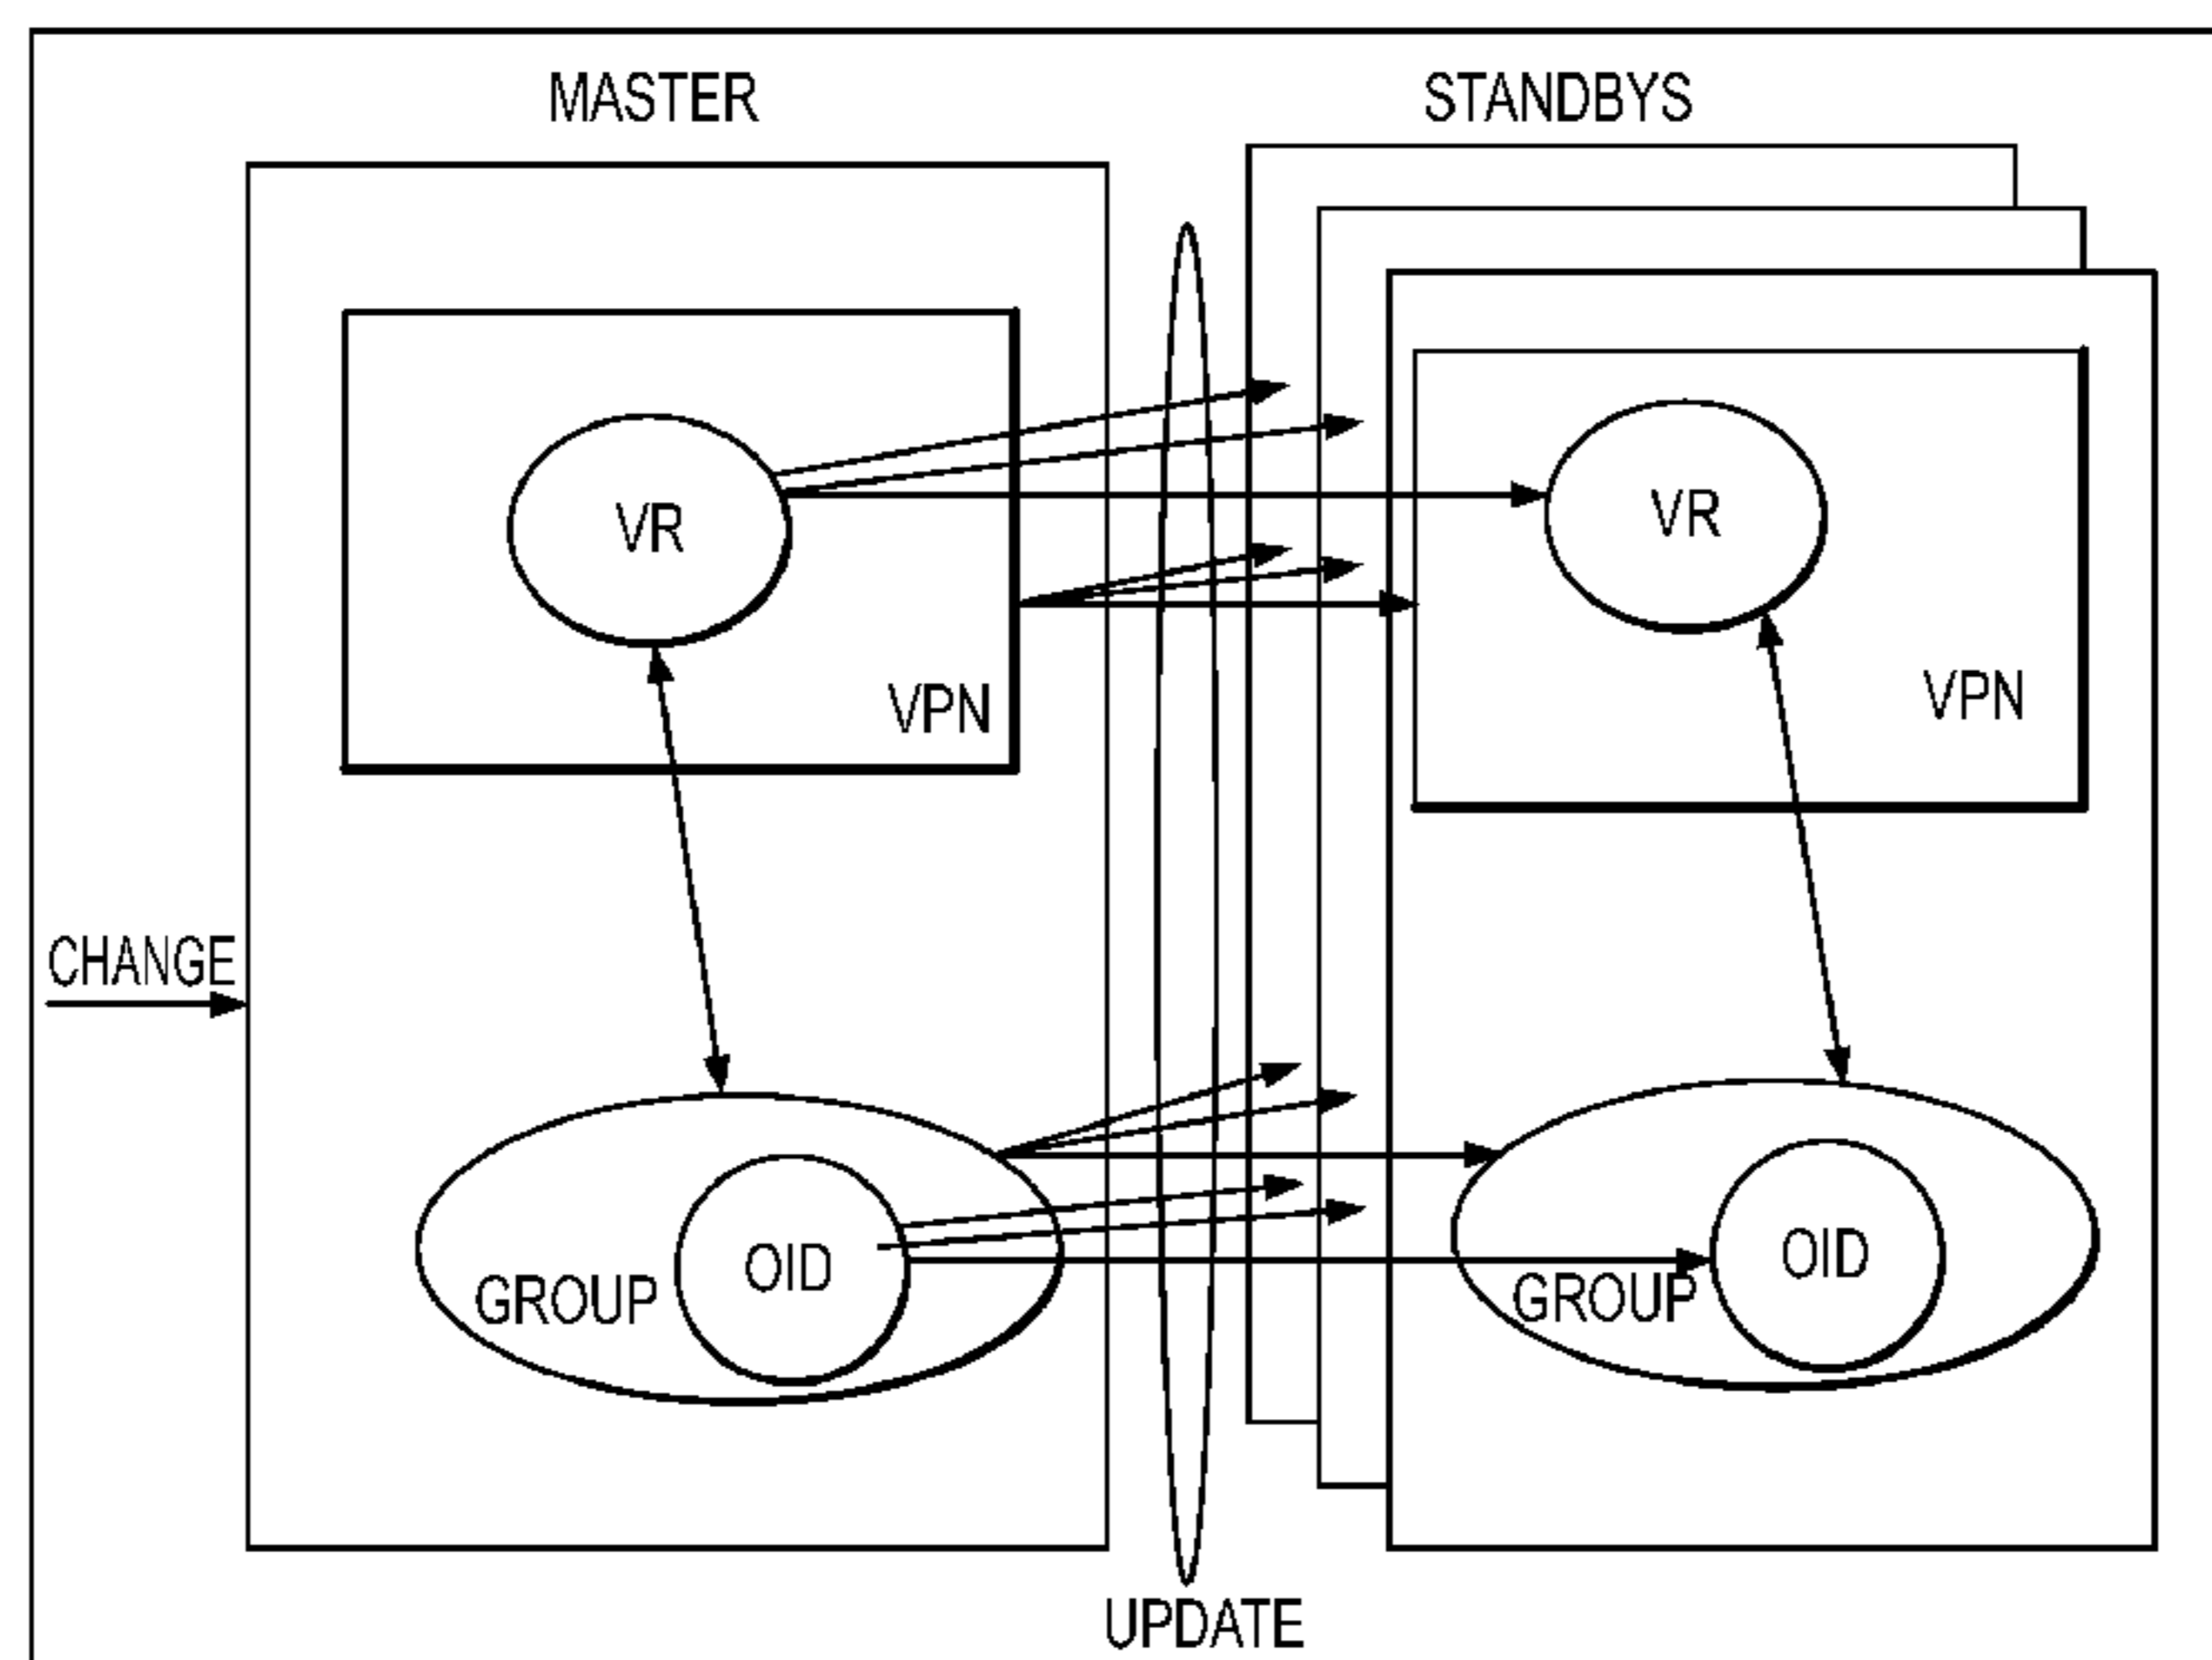 MASTER
STANDBYS
VR
VR
VPN
VPN
CHANGE
OID
OID
GROUP
GROUP
UPDATE